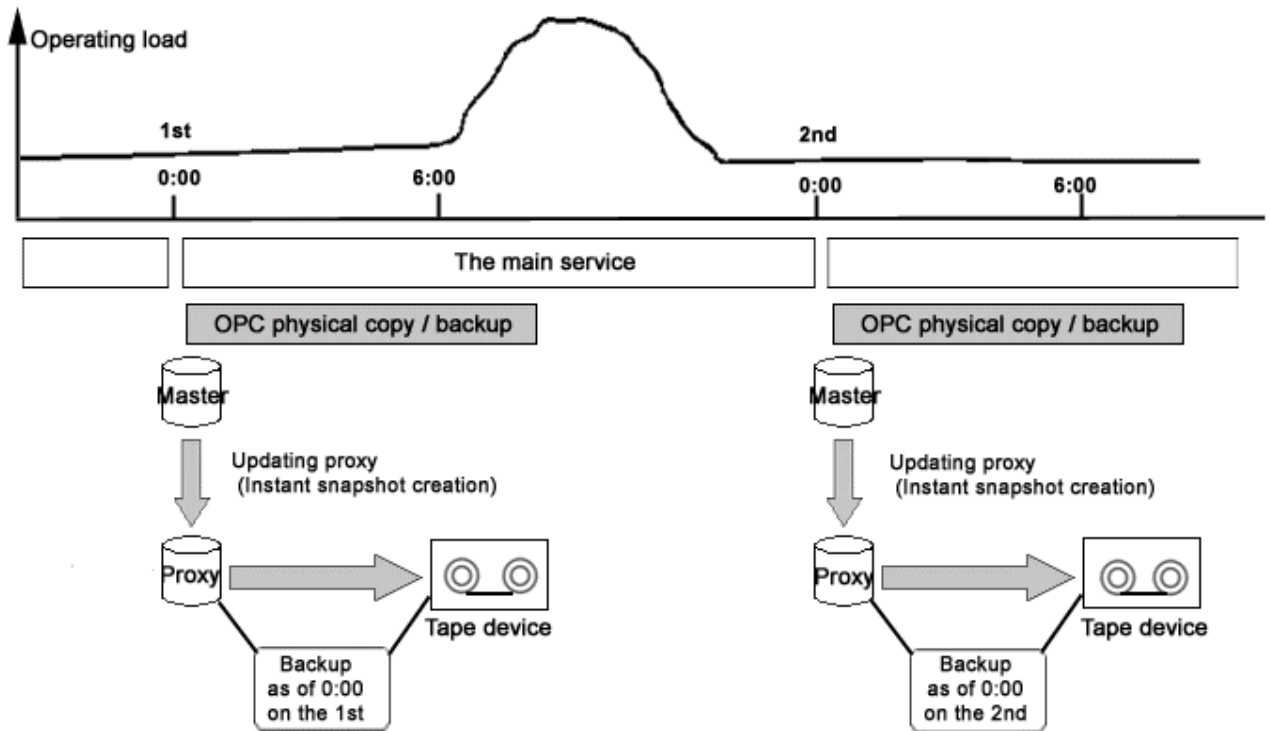 Operating load
1st
2nd
0:00
6:00
0:00
6:00
The main service
OPC physical copy / backup
OPC physical copy / backup
Master
Master
Updating proxy
(Instant snapshot creation)
Updating proxy
(Instant snapshot creation)
Proxy
Proxy
Tape device
Tape device
Backup
as of 0:00
on the 1st
Backup
as of 0:00
on the 2nd